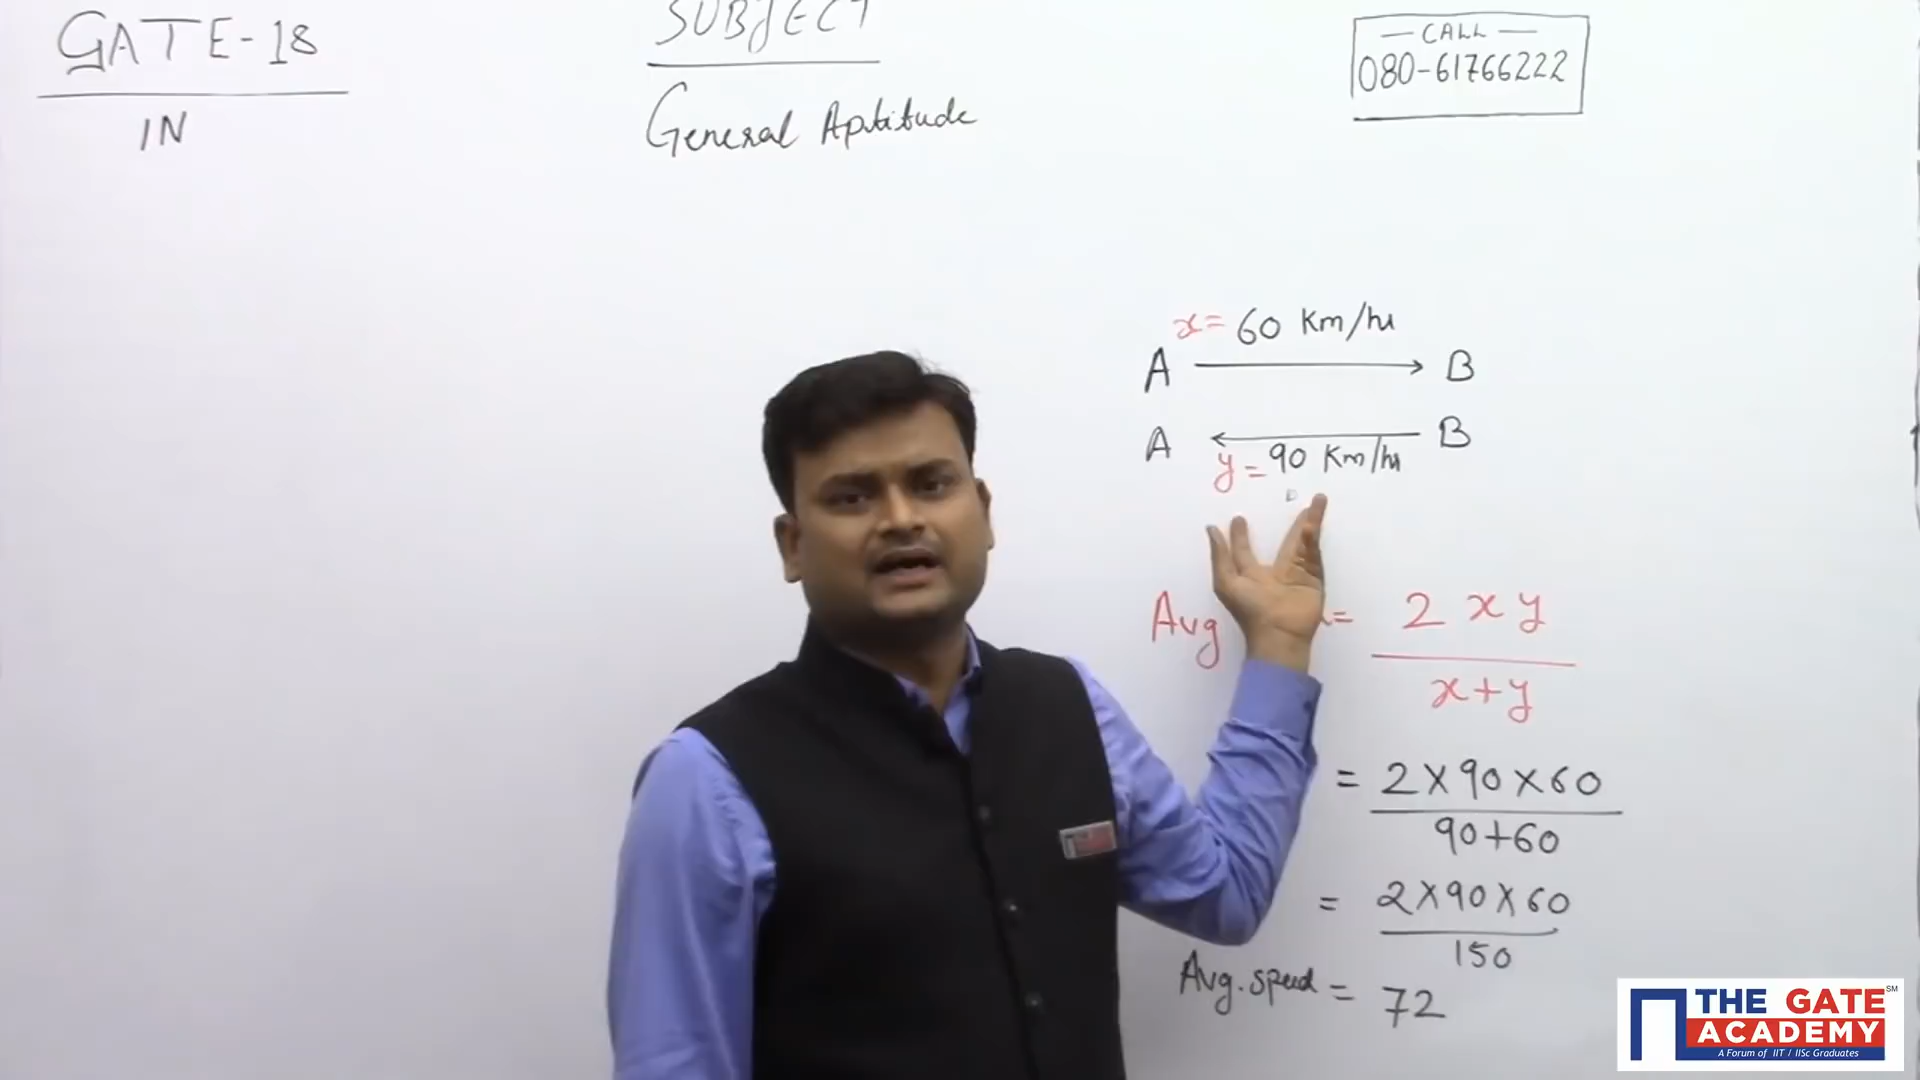 GATE-18
IN
SUBJECT
General Aptitude
CALL
080-61766222
x = 60 Km/hr
A → B
A ← B
y = 90 Km/hr
Avg = 2xy
x+y
= 2×90×60
90+60
= 2×90×60
150
Avg. speed = 72
THE GATE
ACADEMY
SM
A Forum of IIT / IISc Graduates